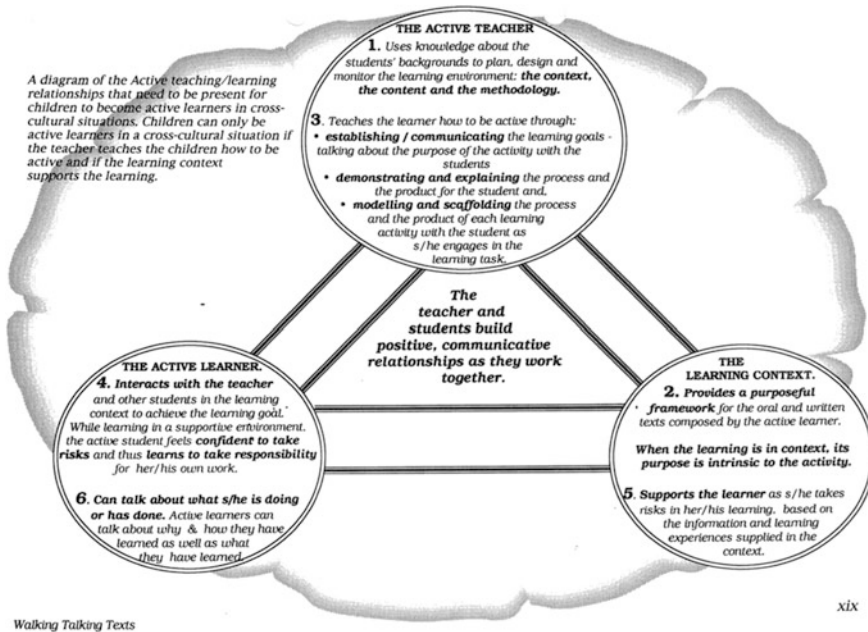 A diagram of the Active teaching/learning
relationships that need to be present for
children to become active learners in cross-
cultural situations. Children can only be
active learners in a cross-cultural situation if
the teacher teaches the children how to be
active and if the learning context
supports the learning.
THE ACTIVE TEACHER
1. Uses knowledge about the
students' backgrounds to plan, design and
monitor the learning environment: the context,
the content and the methodology.
3. Teaches the learner how to be active through:
• establishing / communicating the learning goals -
talking about the purpose of the activity with the
students
• demonstrating and explaining the process and
the product for the student and,
• modelling and scaffolding the process
and the product of each learning
activity with the student as
s/he engages in the
learning task.
The
teacher and
students build
positive, communicative
relationships as they work
together.
THE ACTIVE LEARNER.
4. Interacts with the teacher
and other students in the learning
context to achieve the learning goal.
While learning in a supportive environment,
the active student feels confident to take
risks and thus learns to take responsibility
for her/his own work.
6. Can talk about what s/he is doing
or has done. Active learners can
talk about why & how they have
learned as well as what
they have learned.
THE
LEARNING CONTEXT.
2. Provides a purposeful
framework for the oral and written
texts composed by the active learner.
When the learning is in context, its
purpose is intrinsic to the activity.
5. Supports the learner as s/he takes
risks in her/his learning, based on
the information and learning
experiences supplied in the
context.
xix
Walking Talking Texts